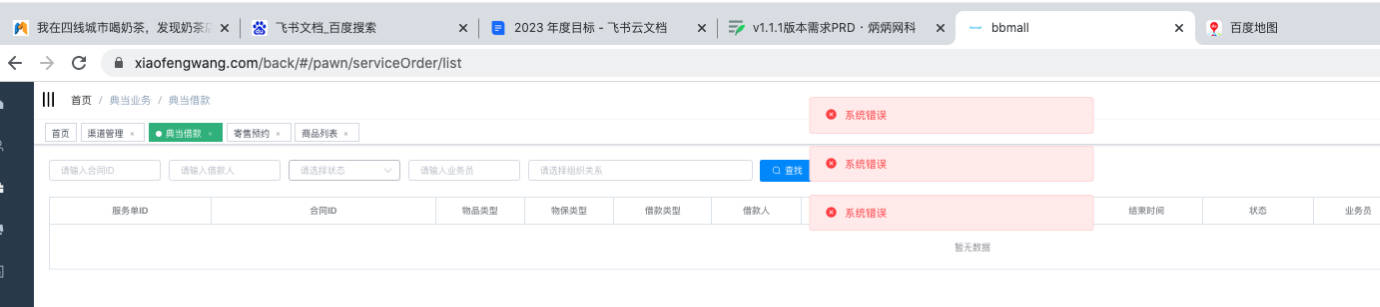 我在四线城市喝奶茶，发现奶茶
飞书文档_百度搜索
2023 年度目标 - 飞书云文档
v1.1.1版本需求PRD · 炳炳网科
bbmall
百度地图
xiaofengwang.com/back/#/pawn/serviceOrder/list
首页 / 典当业务 / 典当借款
首页
渠道管理 ×
典当借款 ×
寄售预约 ×
商品列表 ×
系统错误
系统错误
系统错误
请输入合同ID
请输入借款人
请选择状态
请输入业务员
请选择组织关系
查找
服务单ID
合同ID
物品类型
物保类型
借款类型
借款人
结束时间
状态
业务员
暂无数据